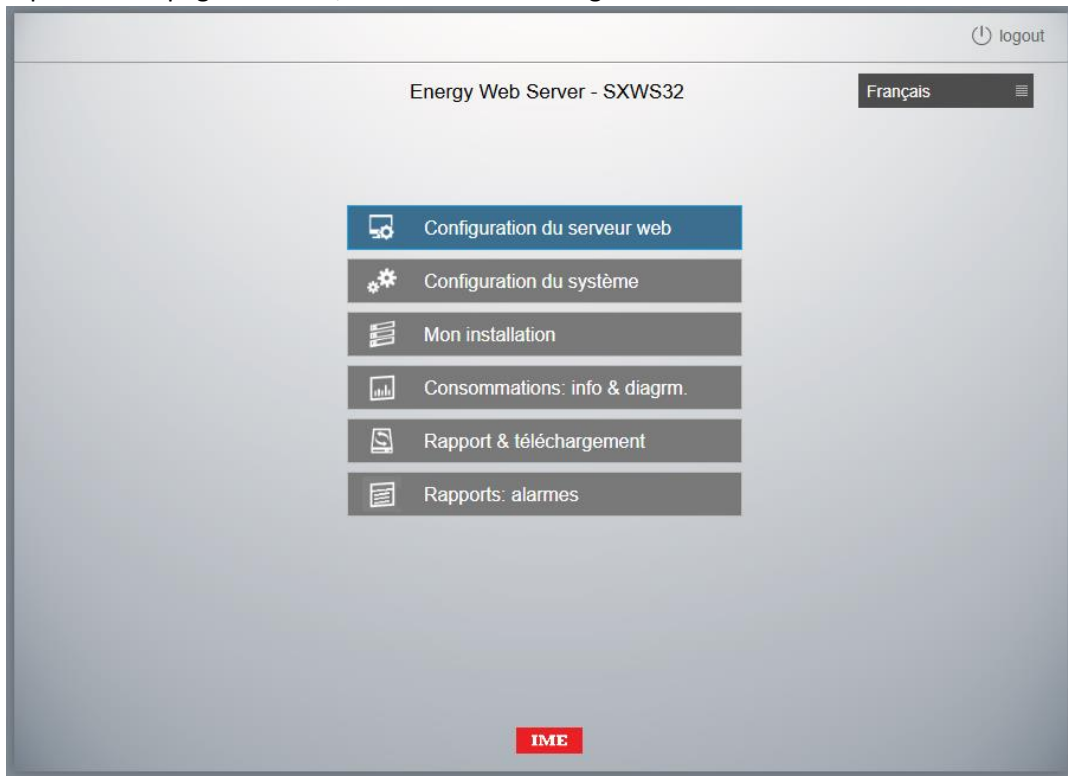 logout
Energy Web Server - SXWS32
Français
Configuration du serveur web
Configuration du système
Mon installation
Consommations: info & diagrm.
Rapport & téléchargement
Rapports: alarmes
IME